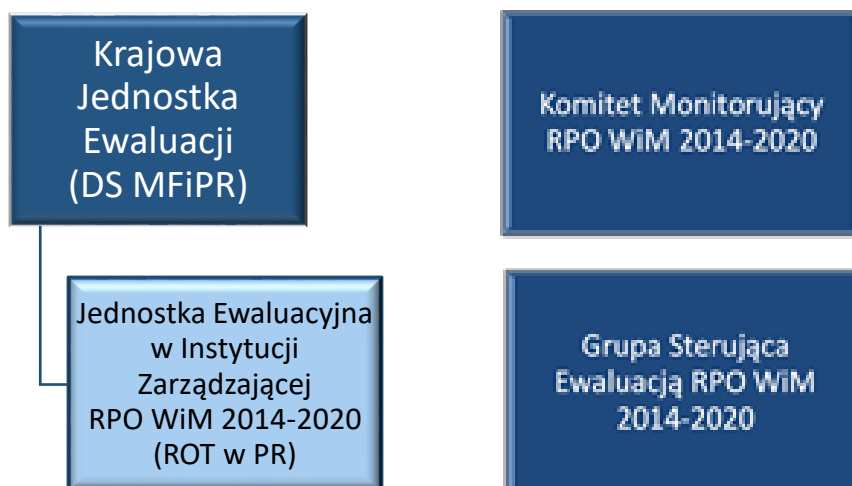 Krajowa
Jednostka
Ewaluacji
(DS MFiPR)
Jednostka Ewaluacyjna
w Instytucji
Zarządzającej
RPO WiM 2014-2020
(ROT w PR)
Komitet Monitorujący
RPO WiM 2014-2020
Grupa Sterująca
Ewaluacją RPO WiM
2014-2020